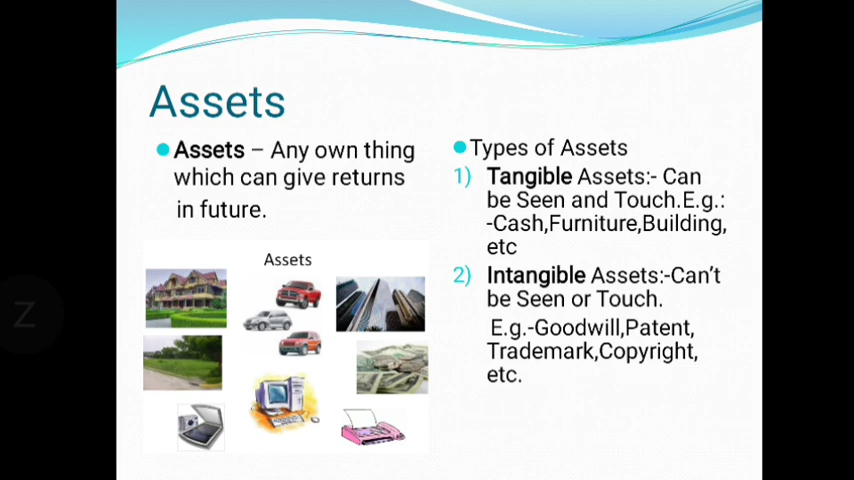 Assets
Assets – Any own thing
which can give returns
in future.
Assets
Types of Assets
1) Tangible Assets:- Can
be Seen and Touch.E.g.:
-Cash,Furniture,Building,
etc
2) Intangible Assets:-Can’t
be Seen or Touch.
E.g.-Goodwill,Patent,
Trademark,Copyright,
etc.
Z